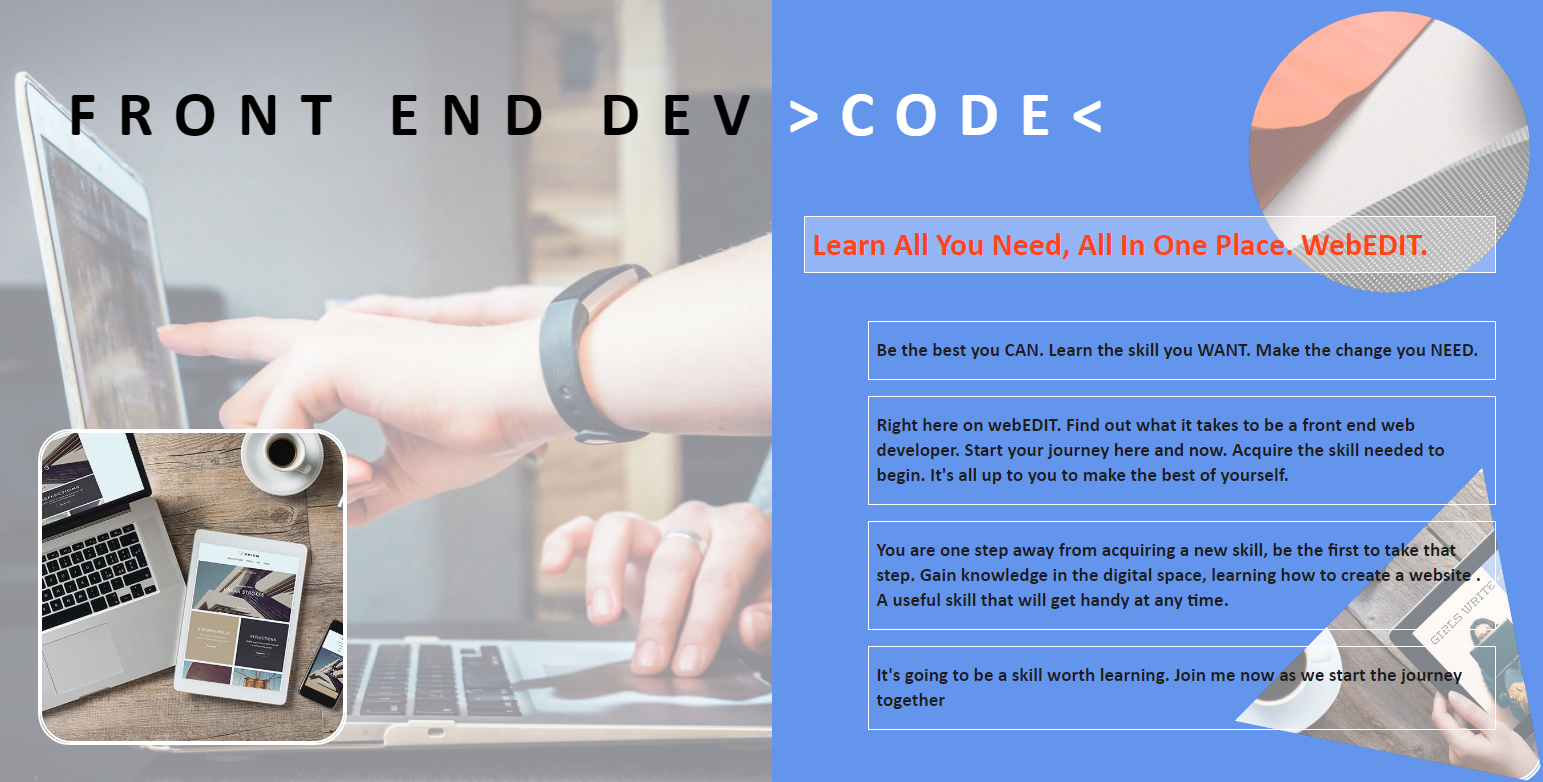 FRONT END DEV >CODE<
Learn All You Need, All In One Place. WebEDIT.
Be the best you CAN. Learn the skill you WANT. Make the change you NEED.
Right here on webEDIT. Find out what it takes to be a front end web
developer. Start your journey here and now. Acquire the skill needed to
begin. It's all up to you to make the best of yourself.
You are one step away from acquiring a new skill, be the first to take that
step. Gain knowledge in the digital space, learning how to create a website .
A useful skill that will get handy at any time.
It's going to be a skill worth learning. Join me now as we start the journey
together
GIRLS WRITE
REFLECTIONS
PRISM
REFLECTIONS